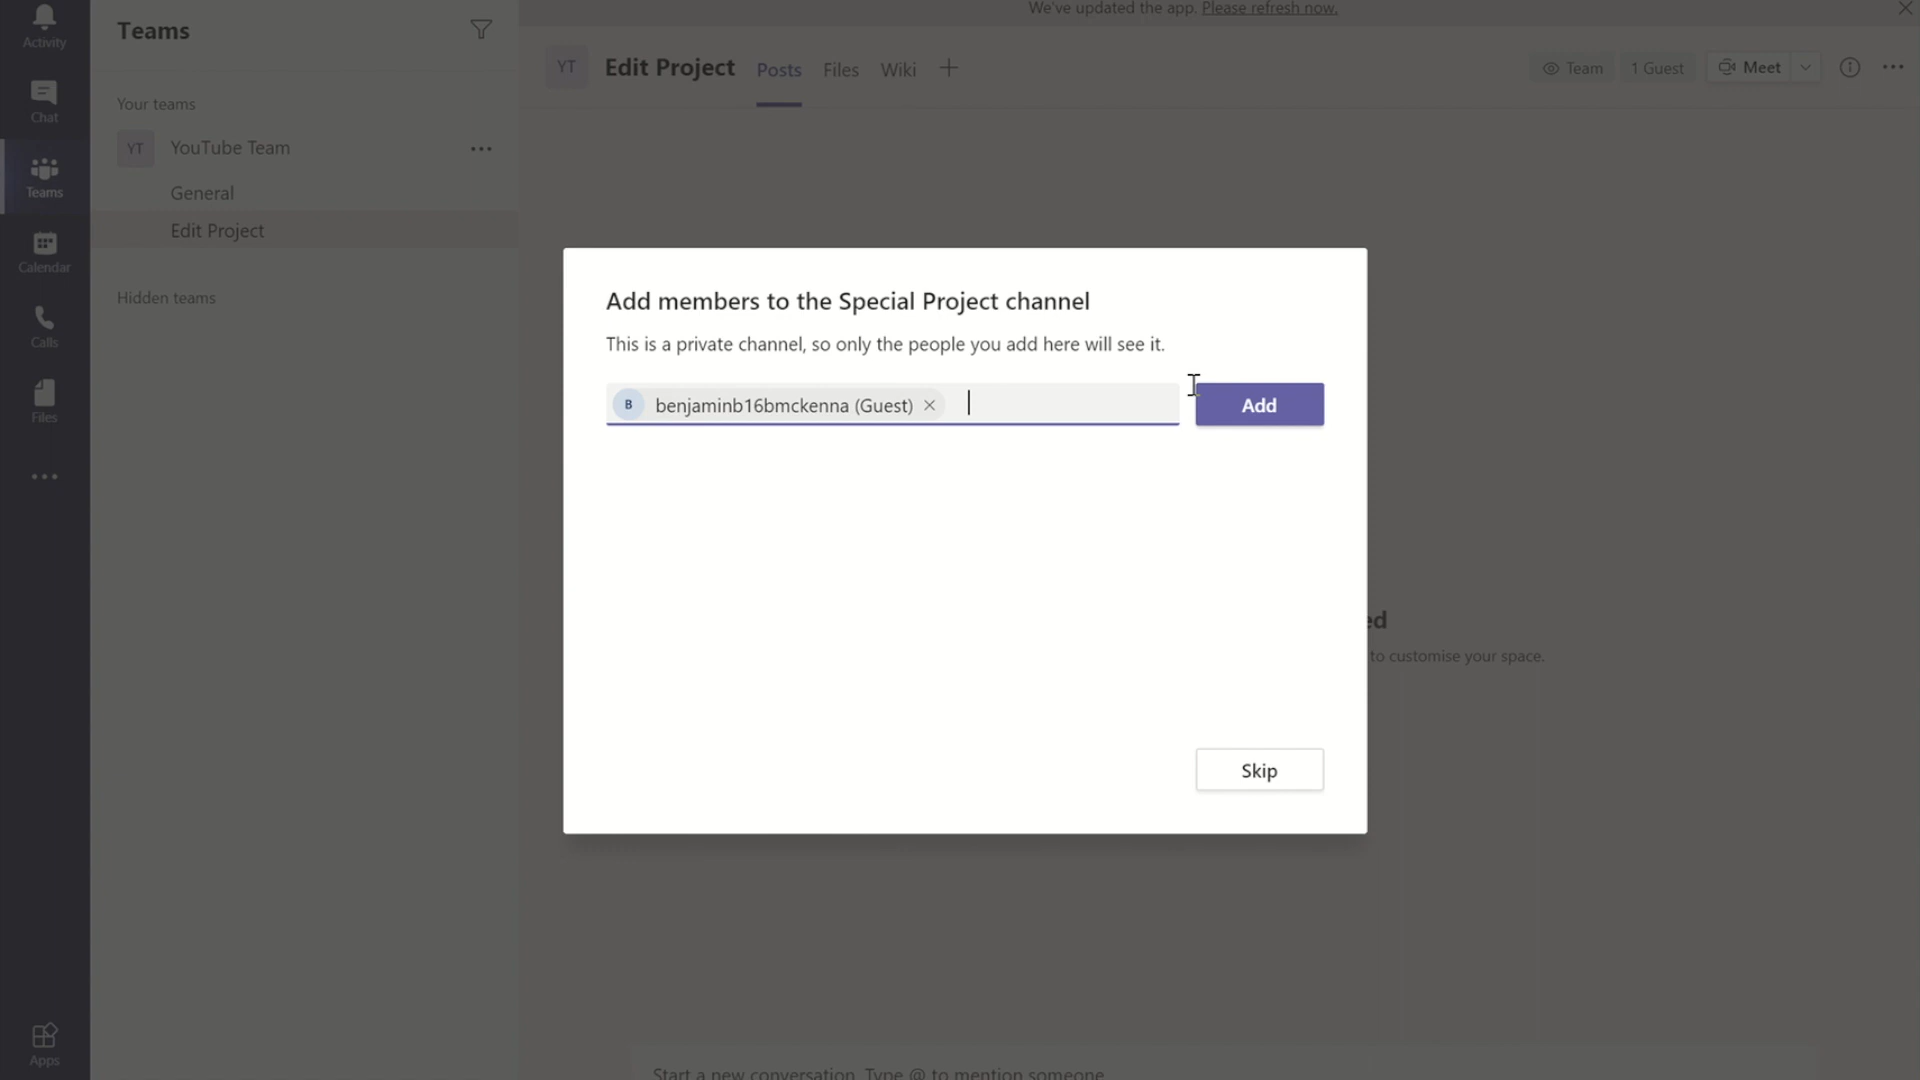 We've updated the app. Please refresh now.
Activity
Chat
Teams
Calendar
Calls
Files
Apps
Teams
Your teams
YT YouTube Team
General
Edit Project
Hidden teams
YT Edit Project Posts Files Wiki
Team 1 Guest Meet
Add members to the Special Project channel
This is a private channel, so only the people you add here will see it.
B benjaminb16bmckenna (Guest)
Add
Skip
ed
to customise your space.
Start a new conversation. Type @ to mention someone